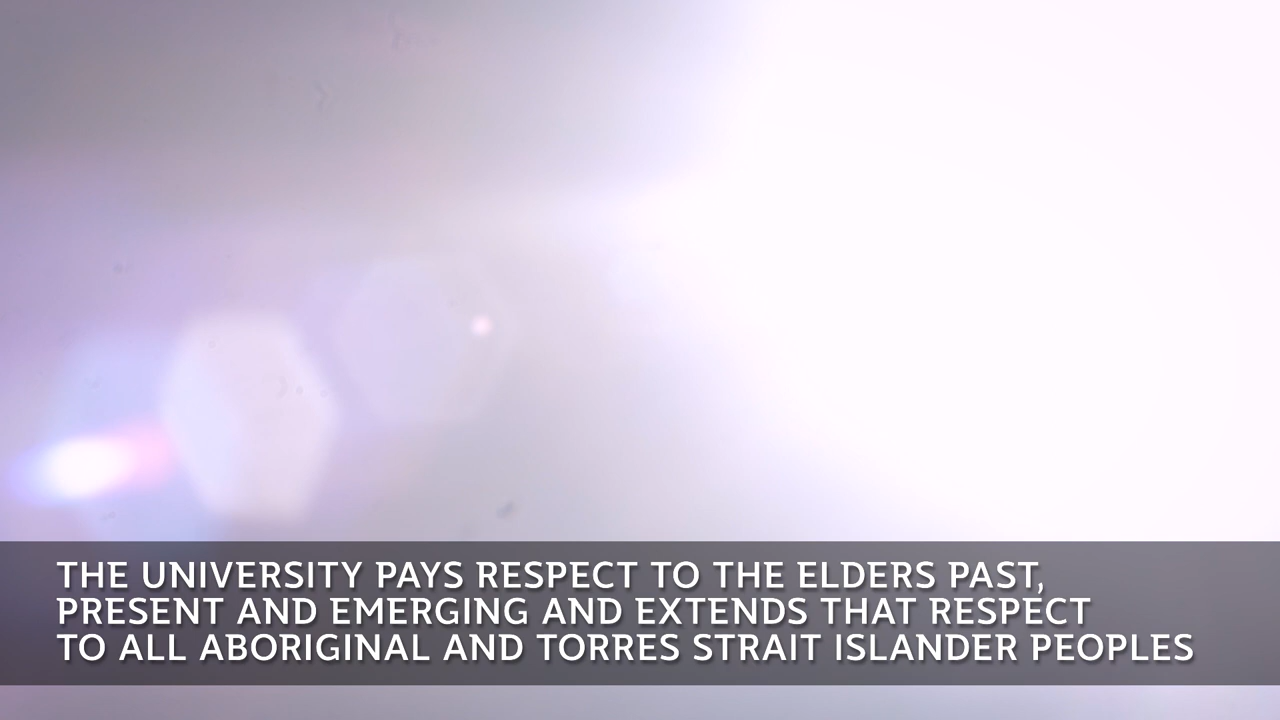 THE UNIVERSITY PAYS RESPECT TO THE ELDERS PAST,
PRESENT AND EMERGING AND EXTENDS THAT RESPECT
TO ALL ABORIGINAL AND TORRES STRAIT ISLANDER PEOPLES